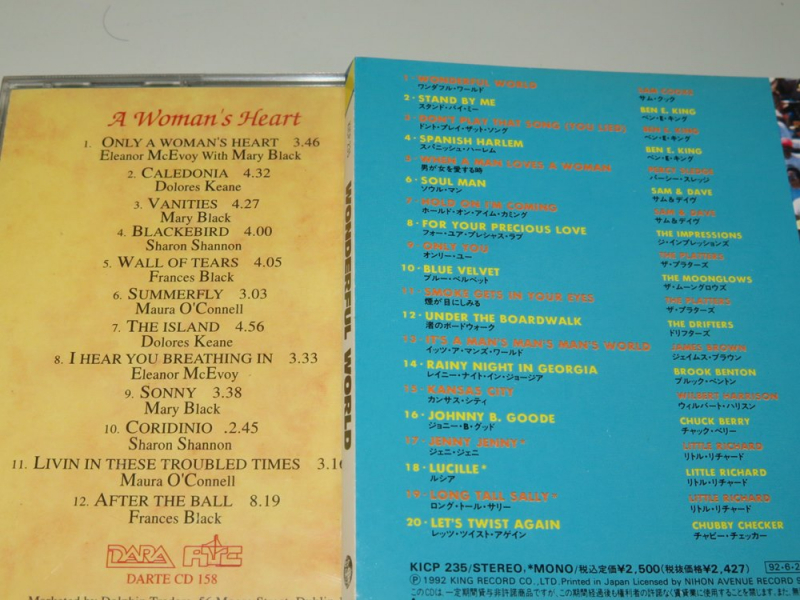 A Woman's Heart
1. ONLY A WOMAN'S HEART 3.46
Eleanor McEvoy With Mary Black
2. CALEDONIA 4.32
Dolores Keane
3. VANITIES 4.27
Mary Black
4. BLACKEBIRD 4.00
Sharon Shannon
5. WALL OF TEARS 4.05
Frances Black
6. SUMMERFLY 3.03
Maura O'Connell
7. THE ISLAND 4.56
Dolores Keane
8. I HEAR YOU BREATHING IN 3.33
Eleanor McEvoy
9. SONNY 3.38
Mary Black
10. CORIDINIO .2.45
Sharon Shannon
11. LIVIN IN THESE TROUBLED TIMES 3.16
Maura O'Connell
12. AFTER THE BALL 8.19
Frances Black
DARA
DARTE CD 158
WONDERFUL WORLD
1・WONDERFUL WORLD SAM COOKE
ワンダフル・ワールド サム・クック
2・STAND BY ME BEN E. KING
スタンド・バイ・ミー ベン・E・キング
3・DON'T PLAY THAT SONG (YOU LIED) BEN E. KING
ドント・プレイ・ザット・ソング ベン・E・キング
4・SPANISH HARLEM BEN E. KING
スパニッシュ・ハーレム ベン・E・キング
5・WHEN A MAN LOVES A WOMAN PERCY SLEDGE
男が女を愛する時 パーシー・スレッジ
6・SOUL MAN SAM & DAVE
ソウル・マン サム&デイヴ
7・HOLD ON I'M COMING SAM & DAVE
ホールド・オン・アイム・カミング サム&デイヴ
8・FOR YOUR PRECIOUS LOVE THE IMPRESSIONS
フォー・ユア・プレシャス・ラブ ジ・インプレッションズ
9・ONLY YOU THE PLATTERS
オンリー・ユー ザ・プラターズ
10・BLUE VELVET THE MOONGLOWS
ブルー・ベルベット ザ・ムーングロウズ
11・SMOKE GETS IN YOUR EYES THE PLATTERS
煙が目にしみる ザ・プラターズ
12・UNDER THE BOARDWALK THE DRIFTERS
渚のボードウォーク ドリフターズ
13・IT'S A MAN'S MAN'S MAN'S WORLD JAMES BROWN
イッツ・ア・マンズ・ワールド ジェイムス・ブラウン
14・RAINY NIGHT IN GEORGIA BROOK BENTON
レイニー・ナイト・イン・ジョージア ブルック・ベントン
15・KANSAS CITY WILBERT HARRISON
カンサス・シティ ウィルバート・ハリスン
16・JOHNNY B. GOODE CHUCK BERRY
ジョニー・B・グッド チャック・ベリー
17・JENNY JENNY* LITTLE RICHARD
ジェニ・ジェニ リトル・リチャード
18・LUCILLE* LITTLE RICHARD
ルシア リトル・リチャード
19・LONG TALL SALLY* LITTLE RICHARD
ロング・トール・サリー リトル・リチャード
20・LET'S TWIST AGAIN CHUBBY CHECKER
レッツ・ツイスト・アゲイン チャビー・チェッカー
KICP 235/STEREO. *MONO/税込定価¥2,500(税抜価格¥2,427) 92-6-2
Ⓟ 1992 KING RECORD CO., LTD. Printed in Japan Licensed by NIHON AVENUE RECORD